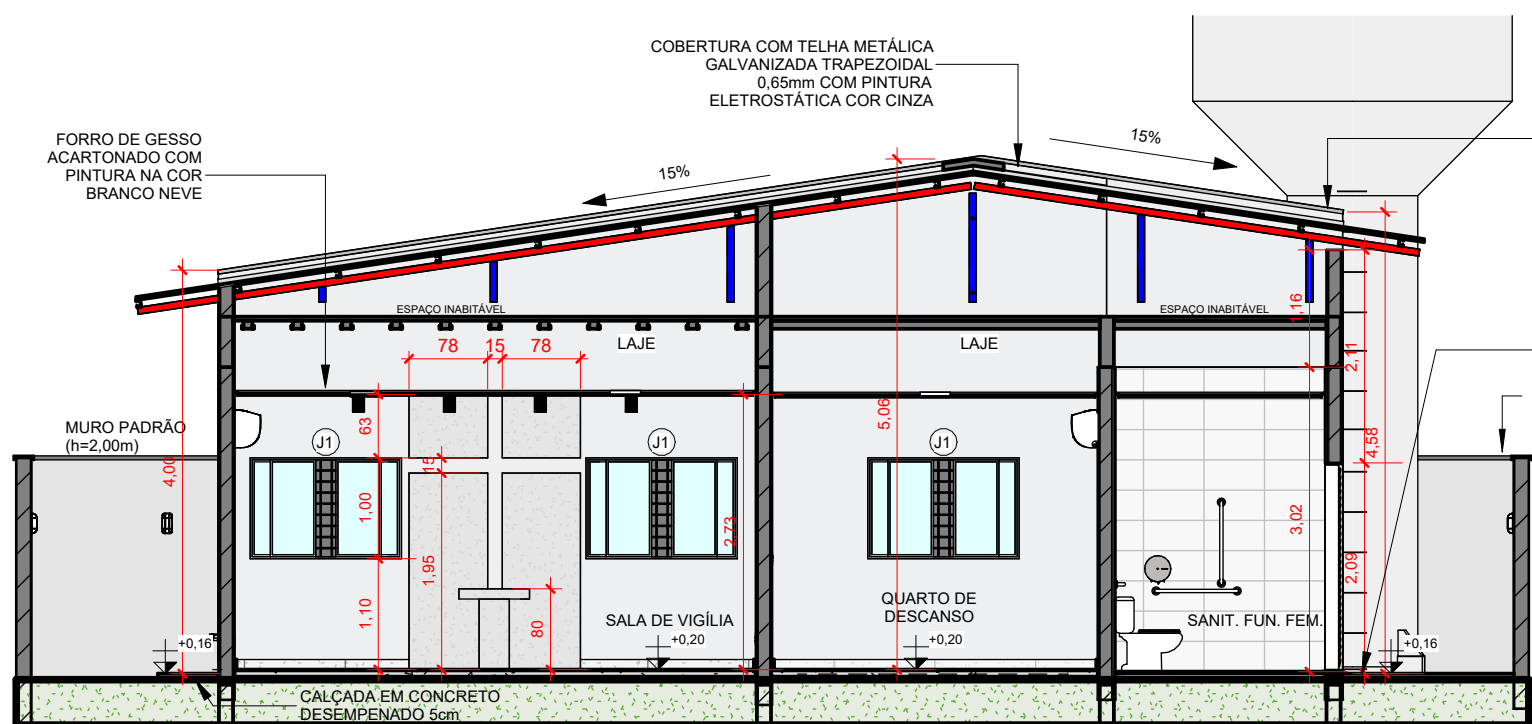 COBERTURA COM TELHA METÁLICA
GALVANIZADA TRAPEZOIDAL
0,65mm COM PINTURA
ELETROSTÁTICA COR CINZA
FORRO DE GESSO
ACARTONADO COM
PINTURA NA COR
BRANCO NEVE
15%
15%
ESPAÇO INABITÁVEL
ESPAÇO INABITÁVEL
1,16
78
15
78
LAJE
LAJE
2,11
5,06
4,58
MURO PADRÃO
(h=2,00m)
4,00
63
15
J1
J1
J1
1,00
1,95
2,73
3,02
2,09
1,10
80
SALA DE VIGÍLIA
QUARTO DE
DESCANSO
SANIT. FUN. FEM.
+0,16
+0,20
+0,20
+0,16
CALÇADA EM CONCRETO
DESEMPENADO 5cm